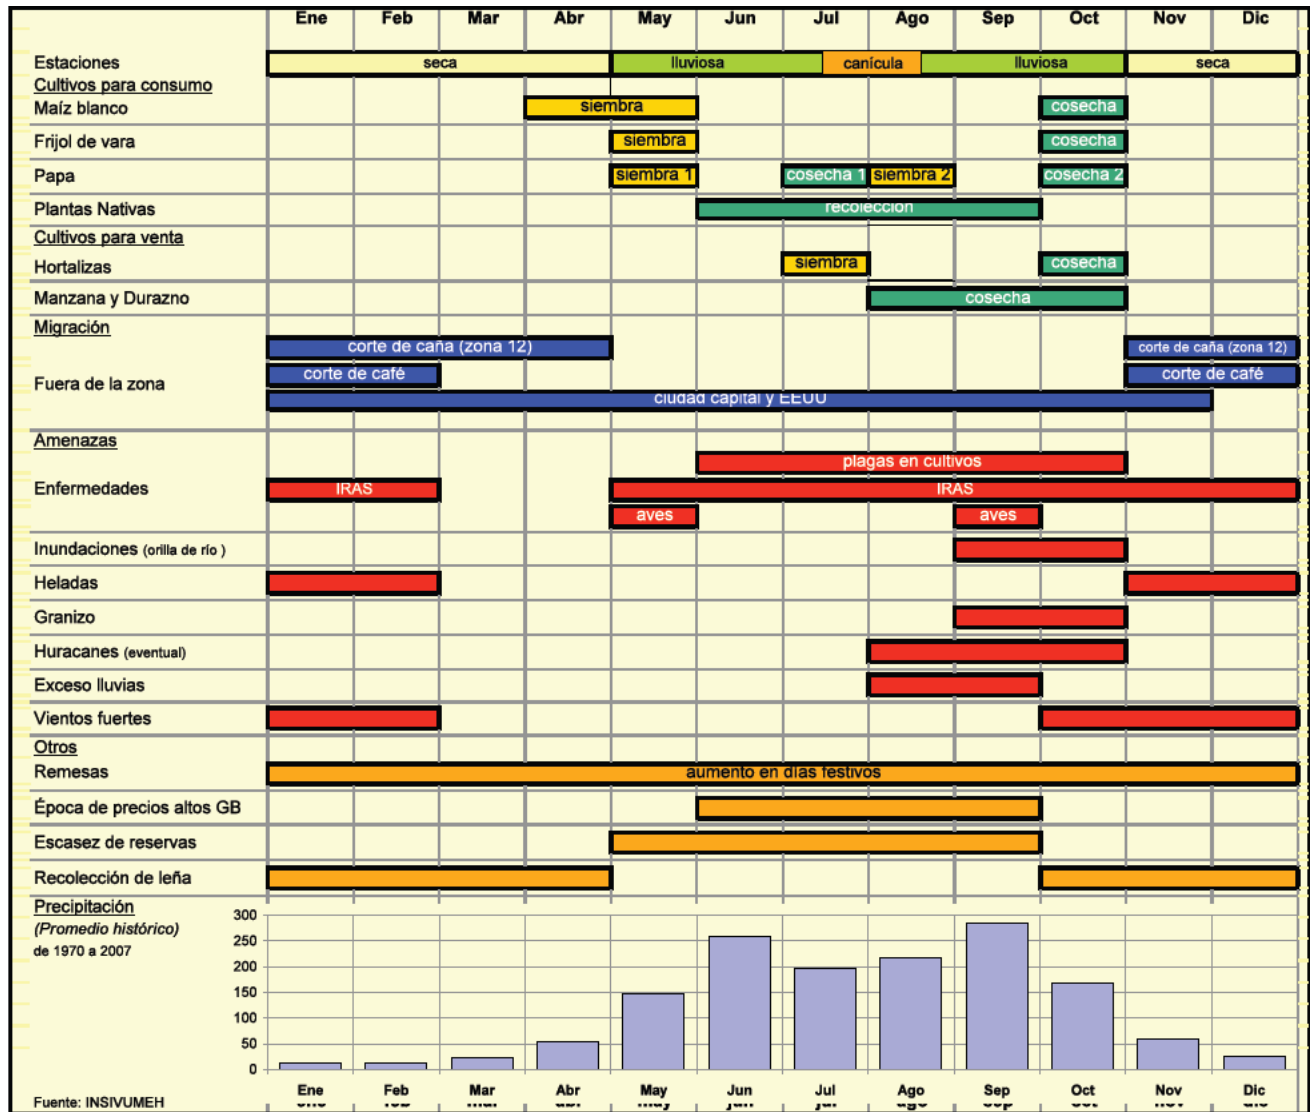 Ene Feb Mar Abr May Jun Jul Ago Sep Oct Nov Dic
Estaciones seca lluviosa canícula lluviosa seca
Cultivos para consumo
Maíz blanco siembra cosecha
Frijol de vara siembra cosecha
Papa siembra 1 cosecha 1 siembra 2 cosecha 2
Plantas Nativas recolección
Cultivos para venta
Hortalizas siembra cosecha
Manzana y Durazno cosecha
Migración
corte de caña (zona 12) corte de caña (zona 12)
corte de café corte de café
Fuera de la zona
ciudad capital y EEUU
Amenazas
plagas en cultivos
Enfermedades IRAS IRAS
aves aves
Inundaciones (orilla de río )
Heladas
Granizo
Huracanes (eventual)
Exceso lluvias
Vientos fuertes
Otros
Remesas aumento en días festivos
Época de precios altos GB
Escasez de reservas
Recolección de leña
Precipitación
(Promedio histórico)
de 1970 a 2007
300
250
200
150
100
50
0
Ene Feb Mar Abr May Jun Jul Ago Sep Oct Nov Dic
Fuente: INSIVUMEH